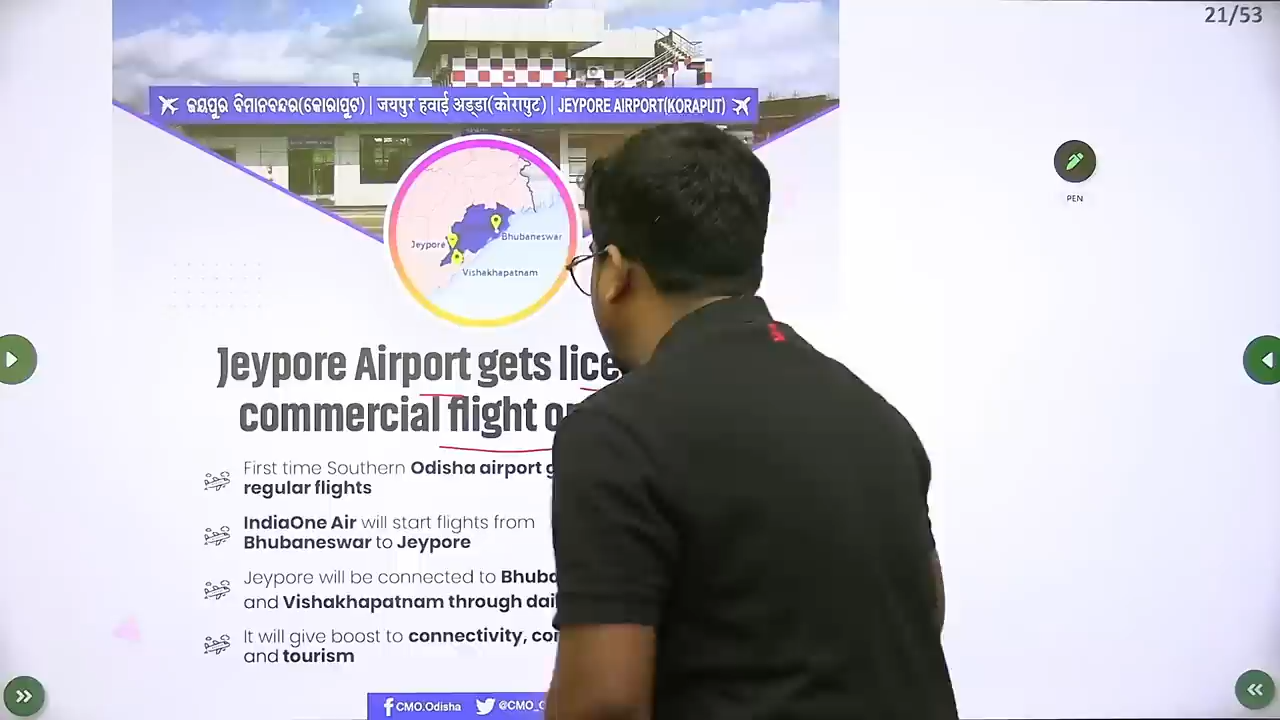 21/53
ଜୟପୁର ବିମାନବନ୍ଦର(କୋରାପୁଟ) | जयपुर हवाई अड्डा(कोरापुट) | JEYPORE AIRPORT(KORAPUT)
PEN
Jeypore
Bhubaneswar
Vishakhapatnam
Jeypore Airport gets lice
commercial flight o
First time Southern Odisha airport g
regular flights
IndiaOne Air will start flights from
Bhubaneswar to Jeypore
Jeypore will be connected to Bhuba
and Vishakhapatnam through dai
It will give boost to connectivity, co
and tourism
CMO.Odisha @CMO_